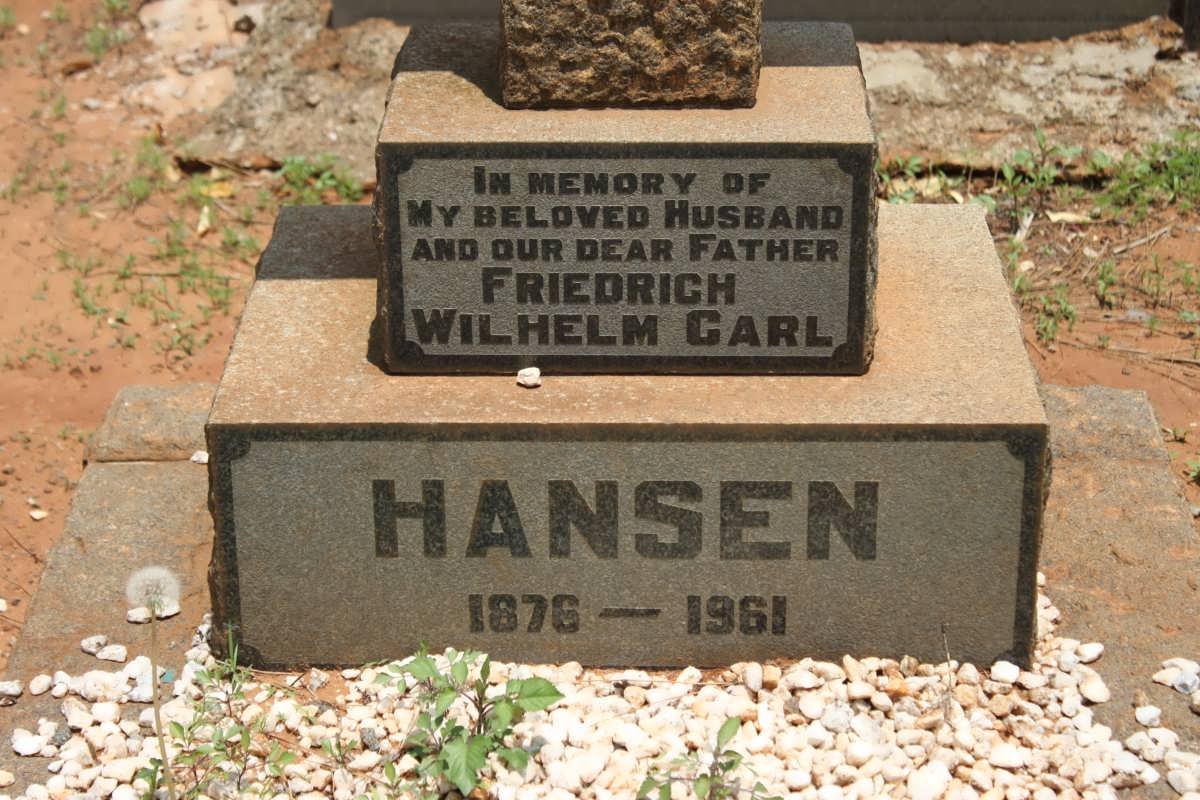 In memory of
My beloved Husband
and our dear Father
Friedrich
Wilhelm Carl
Hansen
1876 — 1961